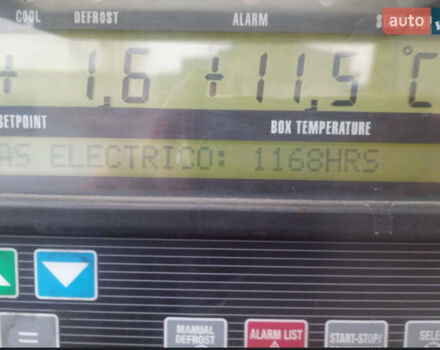 COOL DEFROST ALARM S
auto
+ 1,6 +11,5 °C
SETPOINT BOX TEMPERATURE
AS ELECTRICO: 1168HRS
=
MANUAL DEFROST
ALARM LIST
START-STOP/
SELE